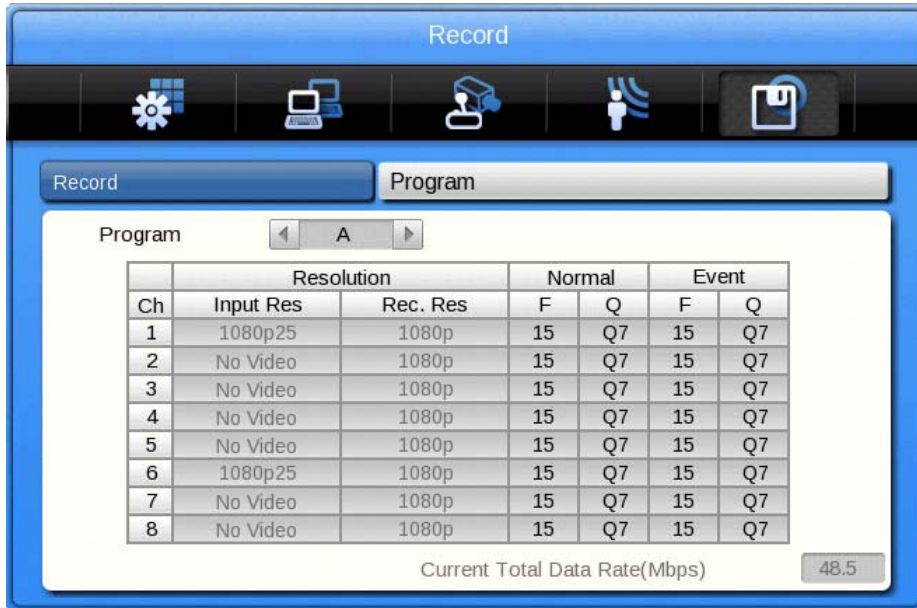 Record
Record Program
Program A
Resolution Normal Event
Ch Input Res Rec. Res F Q F Q
1 1080p25 1080p 15 Q7 15 Q7
2 No Video 1080p 15 Q7 15 Q7
3 No Video 1080p 15 Q7 15 Q7
4 No Video 1080p 15 Q7 15 Q7
5 No Video 1080p 15 Q7 15 Q7
6 1080p25 1080p 15 Q7 15 Q7
7 No Video 1080p 15 Q7 15 Q7
8 No Video 1080p 15 Q7 15 Q7
Current Total Data Rate(Mbps) 48.5